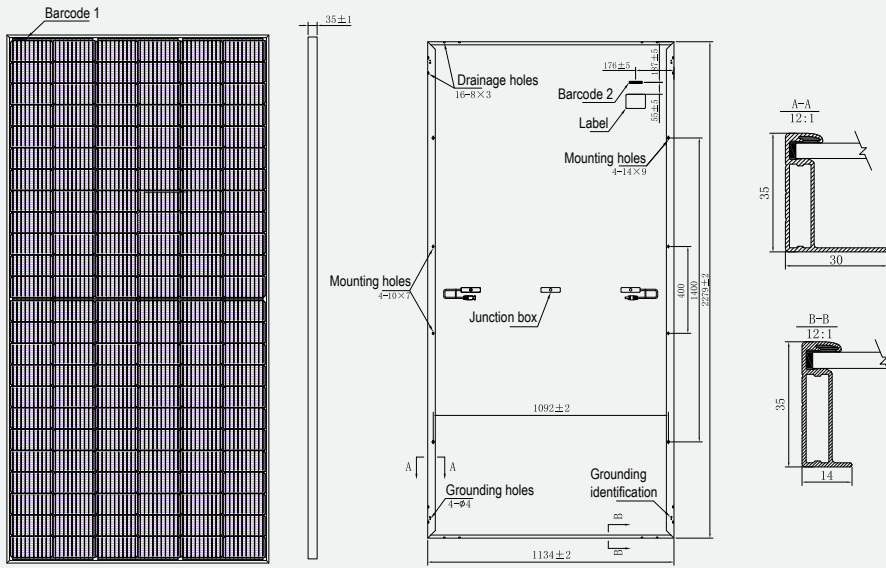 Barcode 1
35±1
Drainage holes
16-8×3
176±5
187±5
Barcode 2
Label
55±5
Mounting holes
4-14×9
Mounting holes
4-10×7
Junction box
400
1400
2279±2
1092±2
A
A
Grounding holes
4-ø4
Grounding
identification
B
B
1134±2
A-A
12:1
35
30
B-B
12:1
35
14